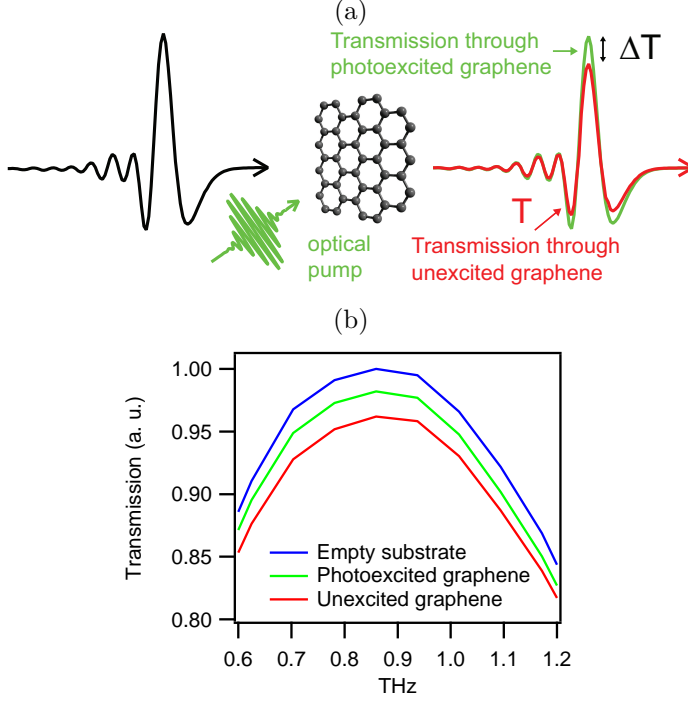 (a)
Transmission through
photoexcited graphene
ΔT
optical
pump
T
Transmission through
unexcited graphene
(b)
Transmission (a. u.)
1.00
0.95
0.90
0.85
0.80
Empty substrate
Photoexcited graphene
Unexcited graphene
0.6 0.7 0.8 0.9 1.0 1.1 1.2
THz